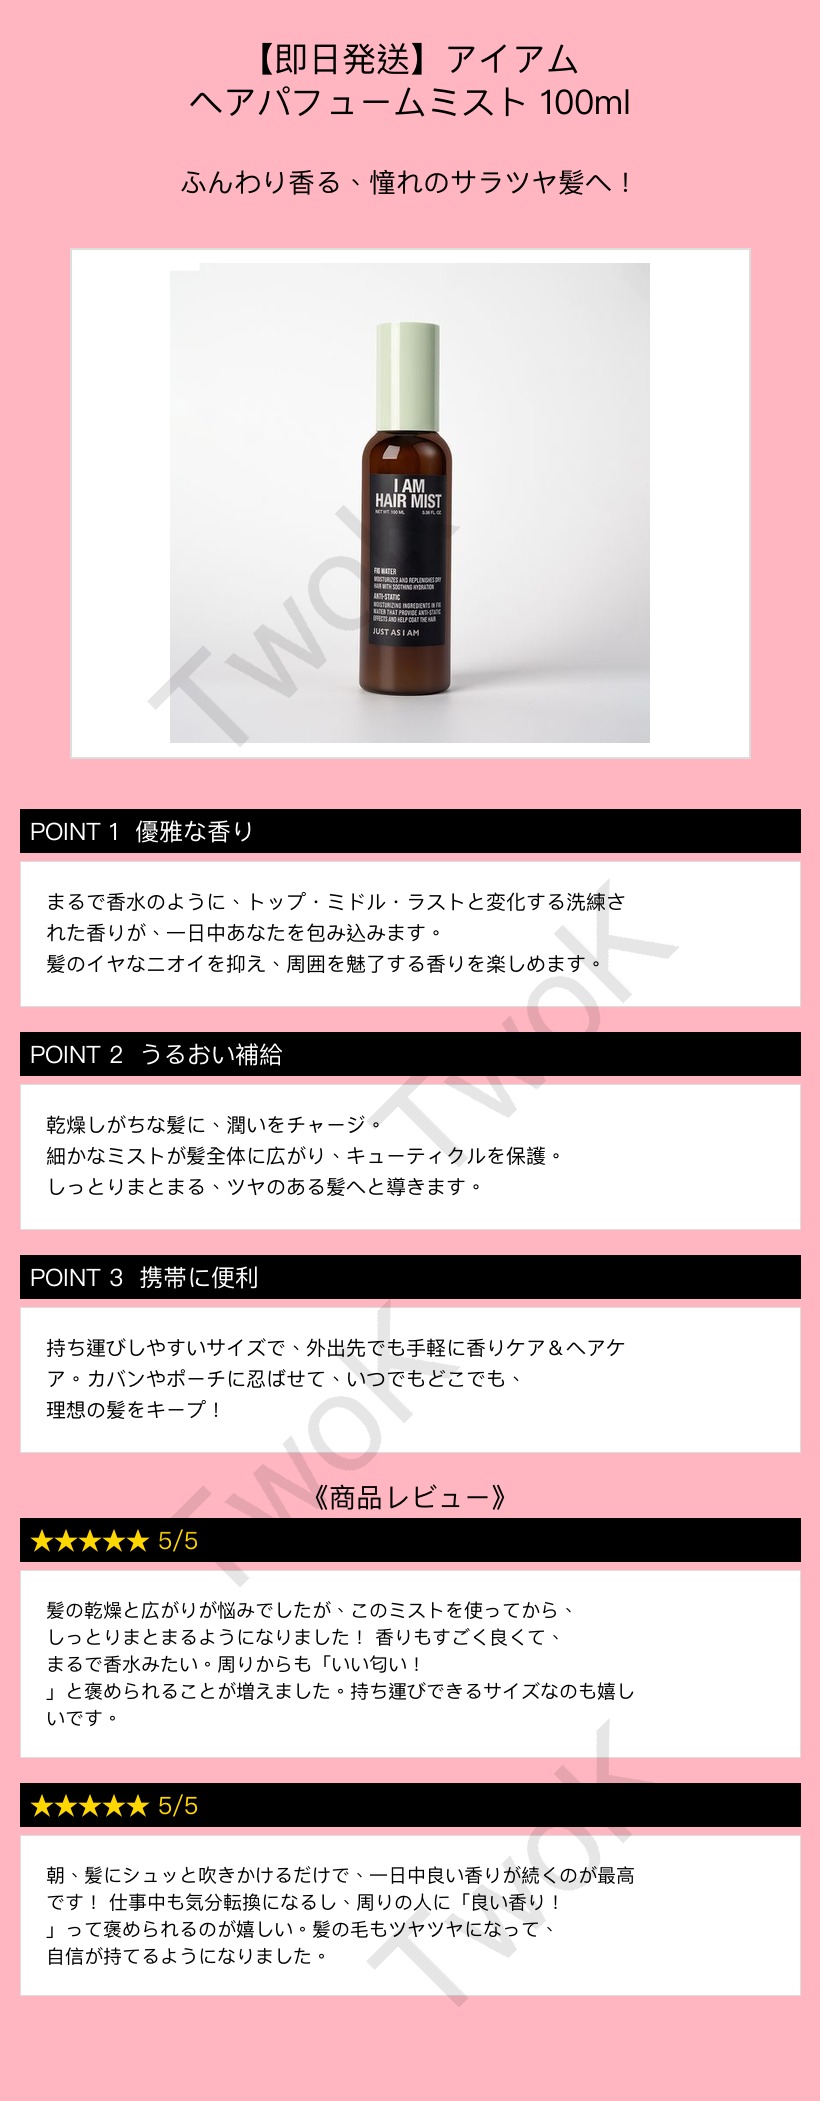 【即日発送】アイアム
ヘアパフュームミスト 100ml
ふんわり香る、憧れのサラツヤ髪へ！
I AM
HAIR MIST
NET WT. 100 ML 3.38 FL. OZ
FIG WATER
MOISTURIZES AND REPLENISHES DRY
HAIR WITH SOOTHING HYDRATION
ANTI-STATIC
MOISTURIZING INGREDIENTS IN FIG
WATER THAT PROVIDE ANTI-STATIC
EFFECTS AND HELP COAT THE HAIR
JUST AS I AM
TwoK
POINT 1 優雅な香り
まるで香水のように、トップ・ミドル・ラストと変化する洗練さ
れた香りが、一日中あなたを包み込みます。
髪のイヤなニオイを抑え、周囲を魅了する香りを楽しめます。
TwoK
POINT 2 うるおい補給
乾燥しがちな髪に、潤いをチャージ。
細かなミストが髪全体に広がり、キューティクルを保護。
しっとりまとまる、ツヤのある髪へと導きます。
POINT 3 携帯に便利
持ち運びしやすいサイズで、外出先でも手軽に香りケア＆ヘアケ
ア。カバンやポーチに忍ばせて、いつでもどこでも、
理想の髪をキープ！
TwoK
《商品レビュー》
★★★★★ 5/5
髪の乾燥と広がりが悩みでしたが、このミストを使ってから、
しっとりまとまるようになりました！ 香りもすごく良くて、
まるで香水みたい。周りからも「いい匂い！
」と褒められることが増えました。持ち運びできるサイズなのも嬉し
いです。
★★★★★ 5/5
朝、髪にシュッと吹きかけるだけで、一日中良い香りが続くのが最高
です！ 仕事中も気分転換になるし、周りの人に「良い香り！
」って褒められるのが嬉しい。髪の毛もツヤツヤになって、
自信が持てるようになりました。
TwoK